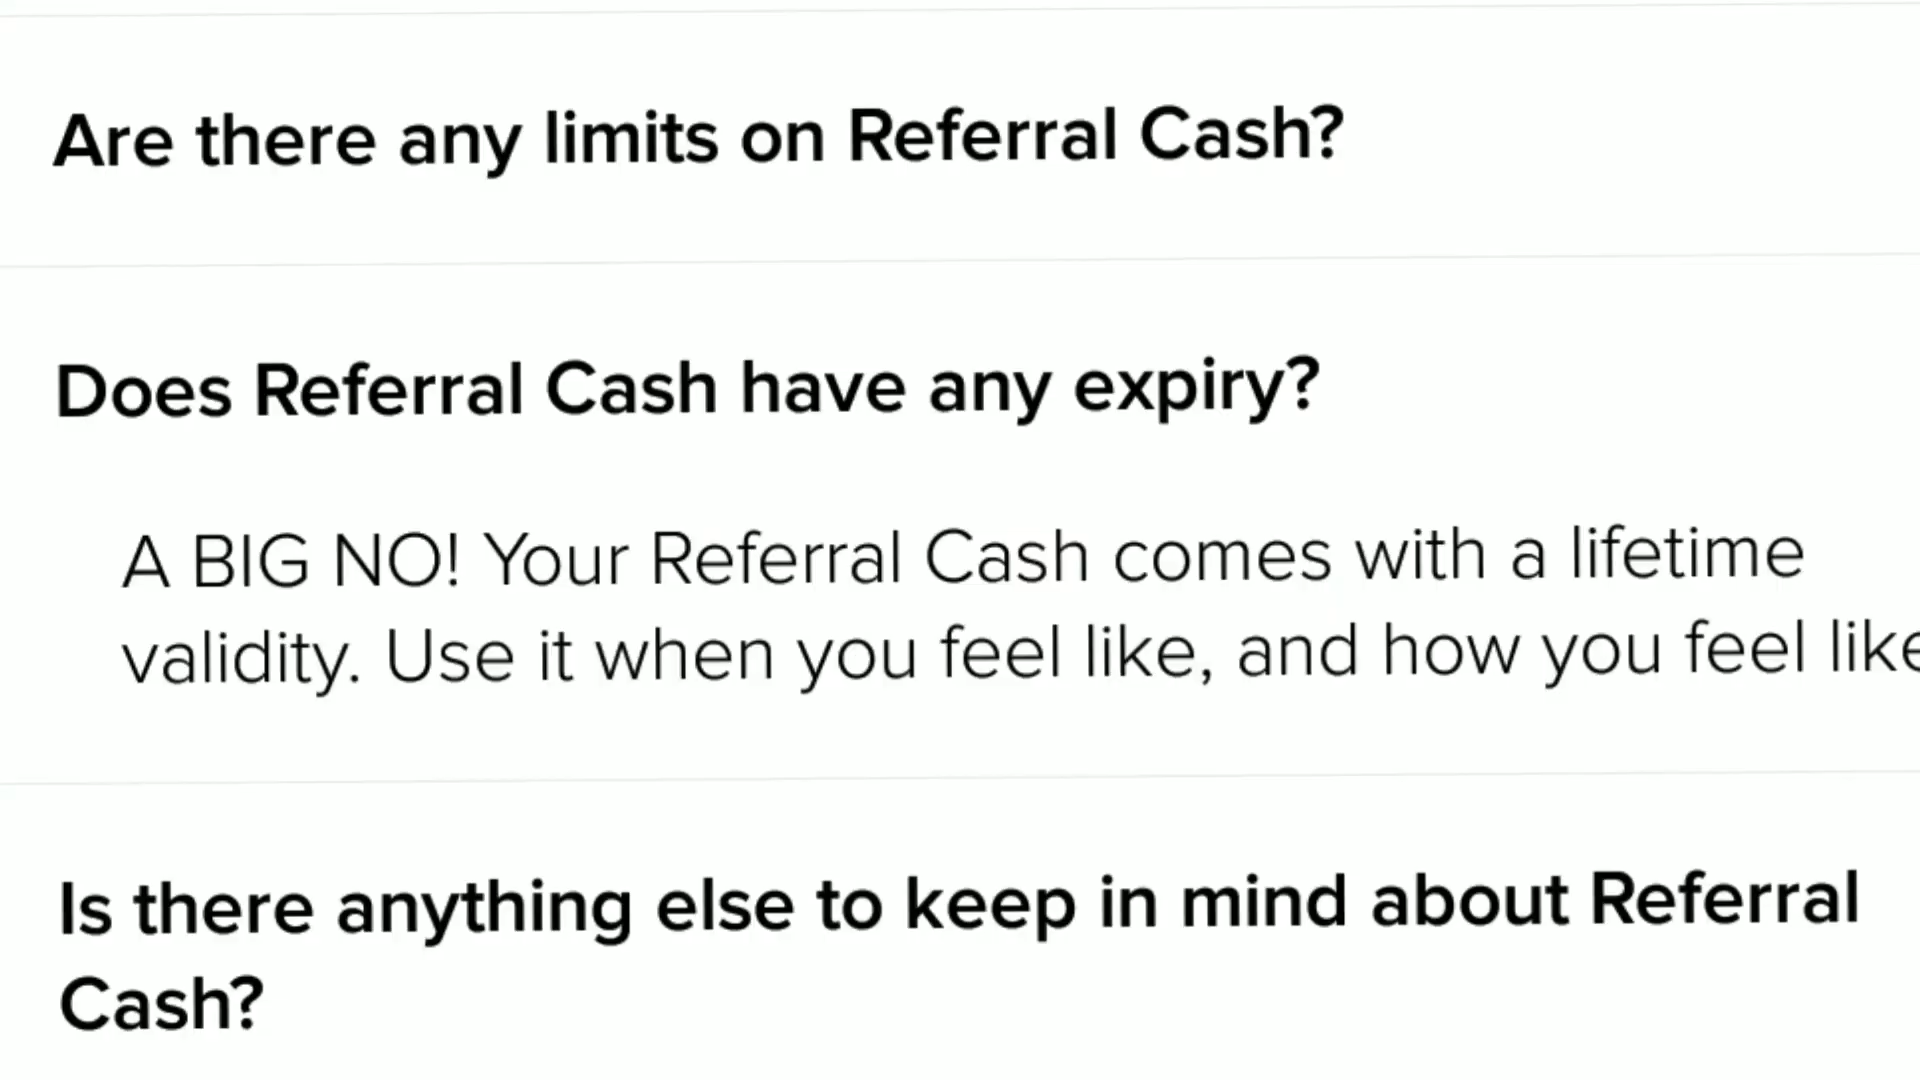 Are there any limits on Referral Cash?
Does Referral Cash have any expiry?
A BIG NO! Your Referral Cash comes with a lifetime
validity. Use it when you feel like, and how you feel like
Is there anything else to keep in mind about Referral
Cash?